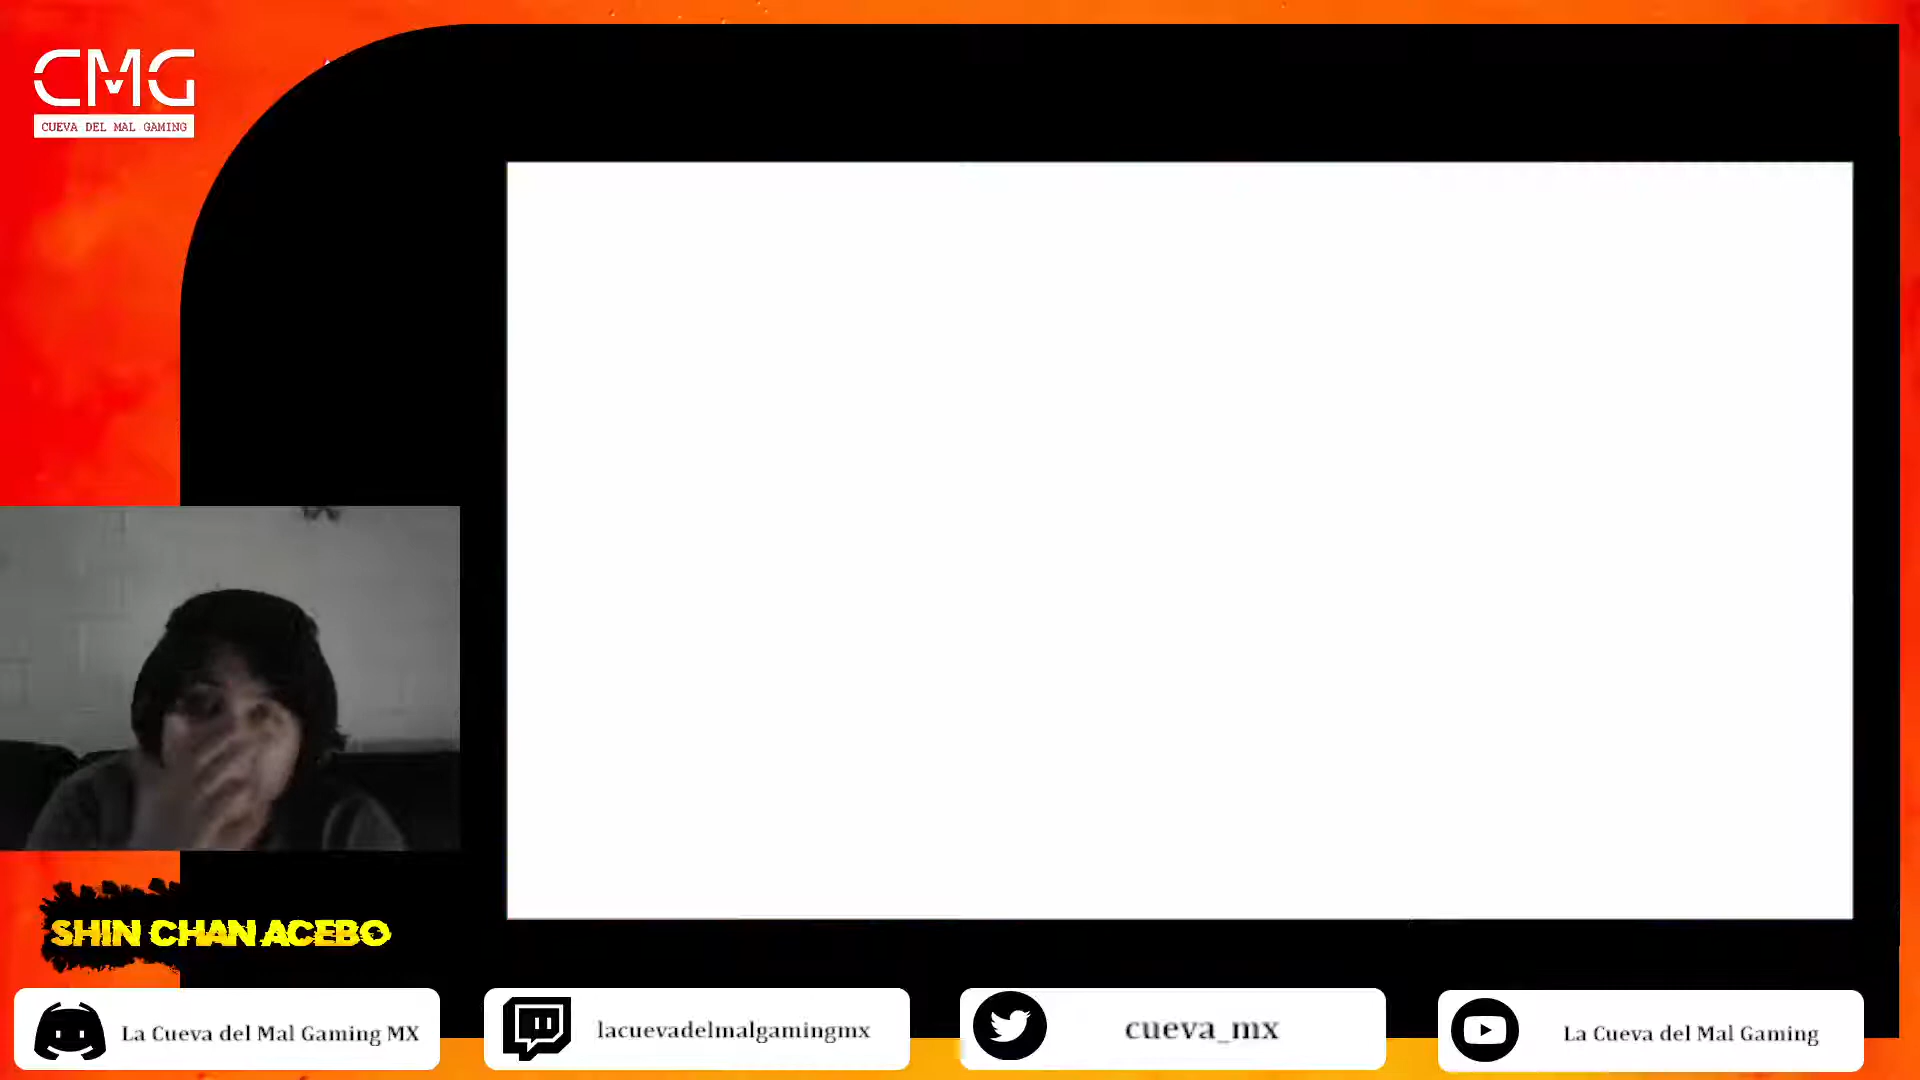 CMG
CUEVA DEL MAL GAMING
SHIN CHAN ACEBO
La Cueva del Mal Gaming MX
lacuevadelmalgamingmx
cueva_mx
La Cueva del Mal Gaming